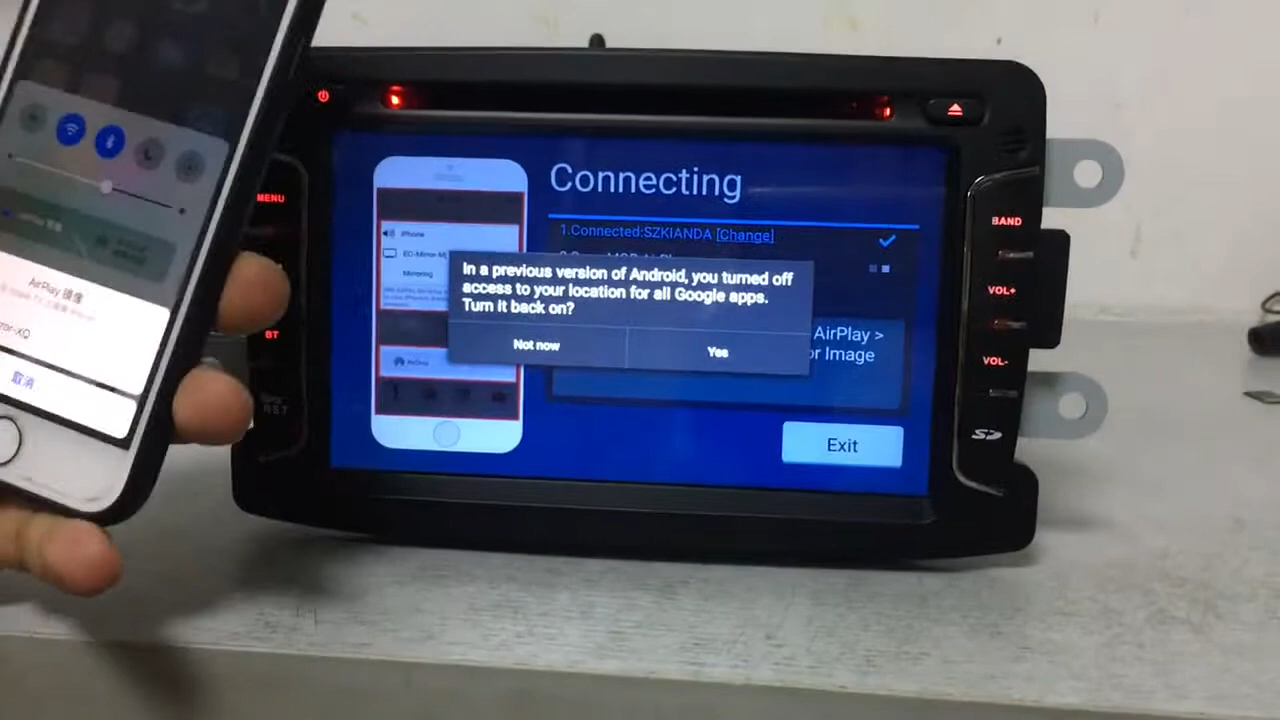 AirPlay 镜像
取消
MENU
BT
RST
Connecting
1.Connected:SZKIANDA [Change]
iPhone
Mirroring
In a previous version of Android, you turned off
access to your location for all Google apps.
Turn it back on?
Not now
Yes
AirPlay >
or Image
Exit
BAND
VOL+
VOL-